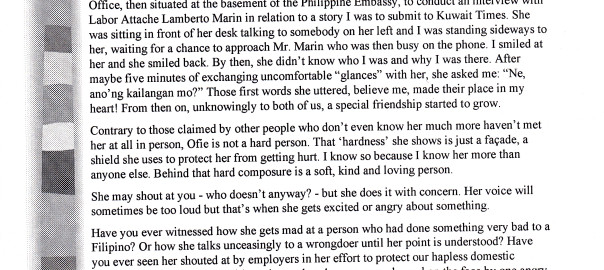 Office, then situated at the basement of the Philippine Embassy, to conduct an interview with
Labor Attache Lamberto Marin in relation to a story I was to submit to Kuwait Times. She
was sitting in front of her desk talking to somebody on her left and I was standing sideways to
her, waiting for a chance to approach Mr. Marin who was then busy on the phone. I smiled at
her and she smiled back. By then, she didn't know who I was and why I was there. After
maybe five minutes of exchanging uncomfortable “glances” with her, she asked me: “Ne,
ano'ng kailangan mo?” Those first words she uttered, believe me, made their place in my
heart! From then on, unknowingly to both of us, a special friendship started to grow.
Contrary to those claimed by other people who don't even know her much more haven't met
her at all in person, Ofie is not a hard person. That ‘hardness’ she shows is just a façade, a
shield she uses to protect her from getting hurt. I know so because I know her more than
anyone else. Behind that hard composure is a soft, kind and loving person.
She may shout at you - who doesn't anyway? - but she does it with concern. Her voice will
sometimes be too loud but that's when she gets excited or angry about something.
Have you ever witnessed how she gets mad at a person who had done something very bad to a
Filipino? Or how she talks unceasingly to a wrongdoer until her point is understood? Have
you ever seen her shouted at by employers in her effort to protect our hapless domestic